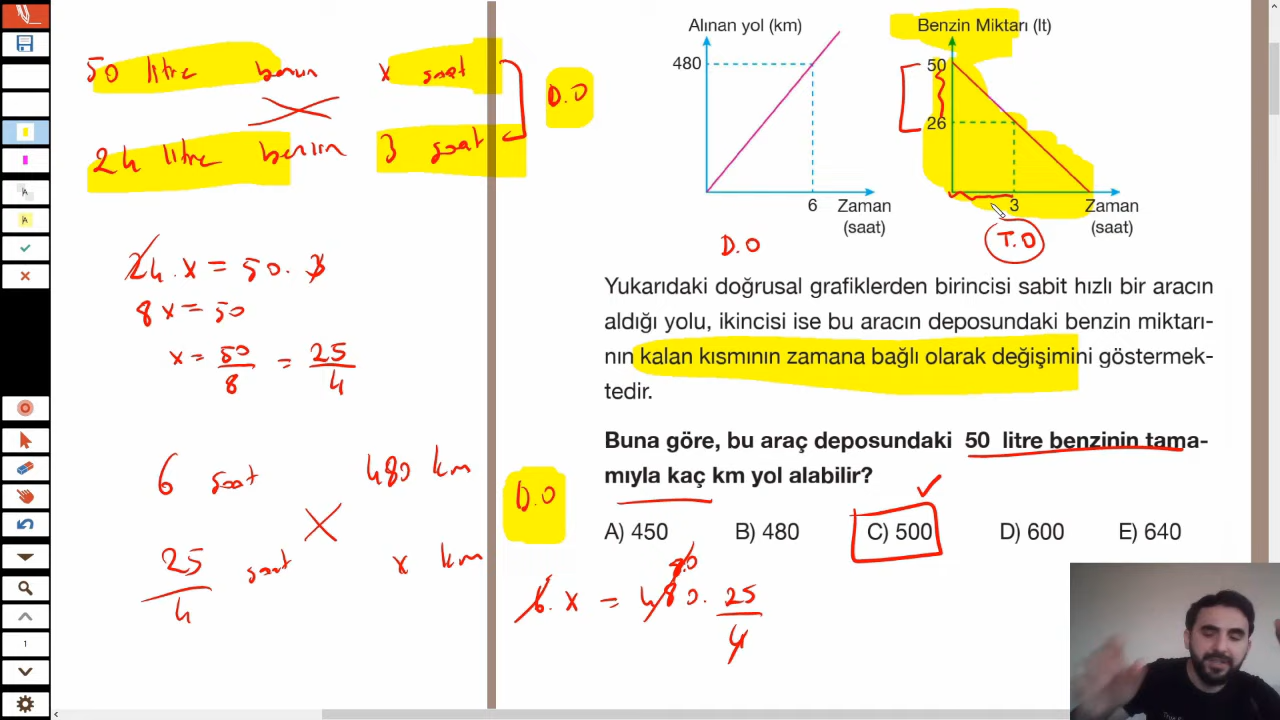 50 litre benzin x saat
D.O
24 litre benzin 3 saat
24.x = 50.3
8x = 50
x = 50/8 = 25/4
6 saat 480 km
D.O
25/4 saat x km
Alınan yol (km)
480
6 Zaman
(saat)
D.O
Benzin Miktarı (lt)
50
26
3 Zaman
(saat)
T.O
Yukarıdaki doğrusal grafiklerden birincisi sabit hızlı bir aracın
aldığı yolu, ikincisi ise bu aracın deposundaki benzin miktarı-
nın kalan kısmının zamana bağlı olarak değişimini göstermek-
tedir.
Buna göre, bu araç deposundaki 50 litre benzinin tama-
mıyla kaç km yol alabilir?
A) 450 B) 480 C) 500 D) 600 E) 640
80
6.x = 480.25/4
1